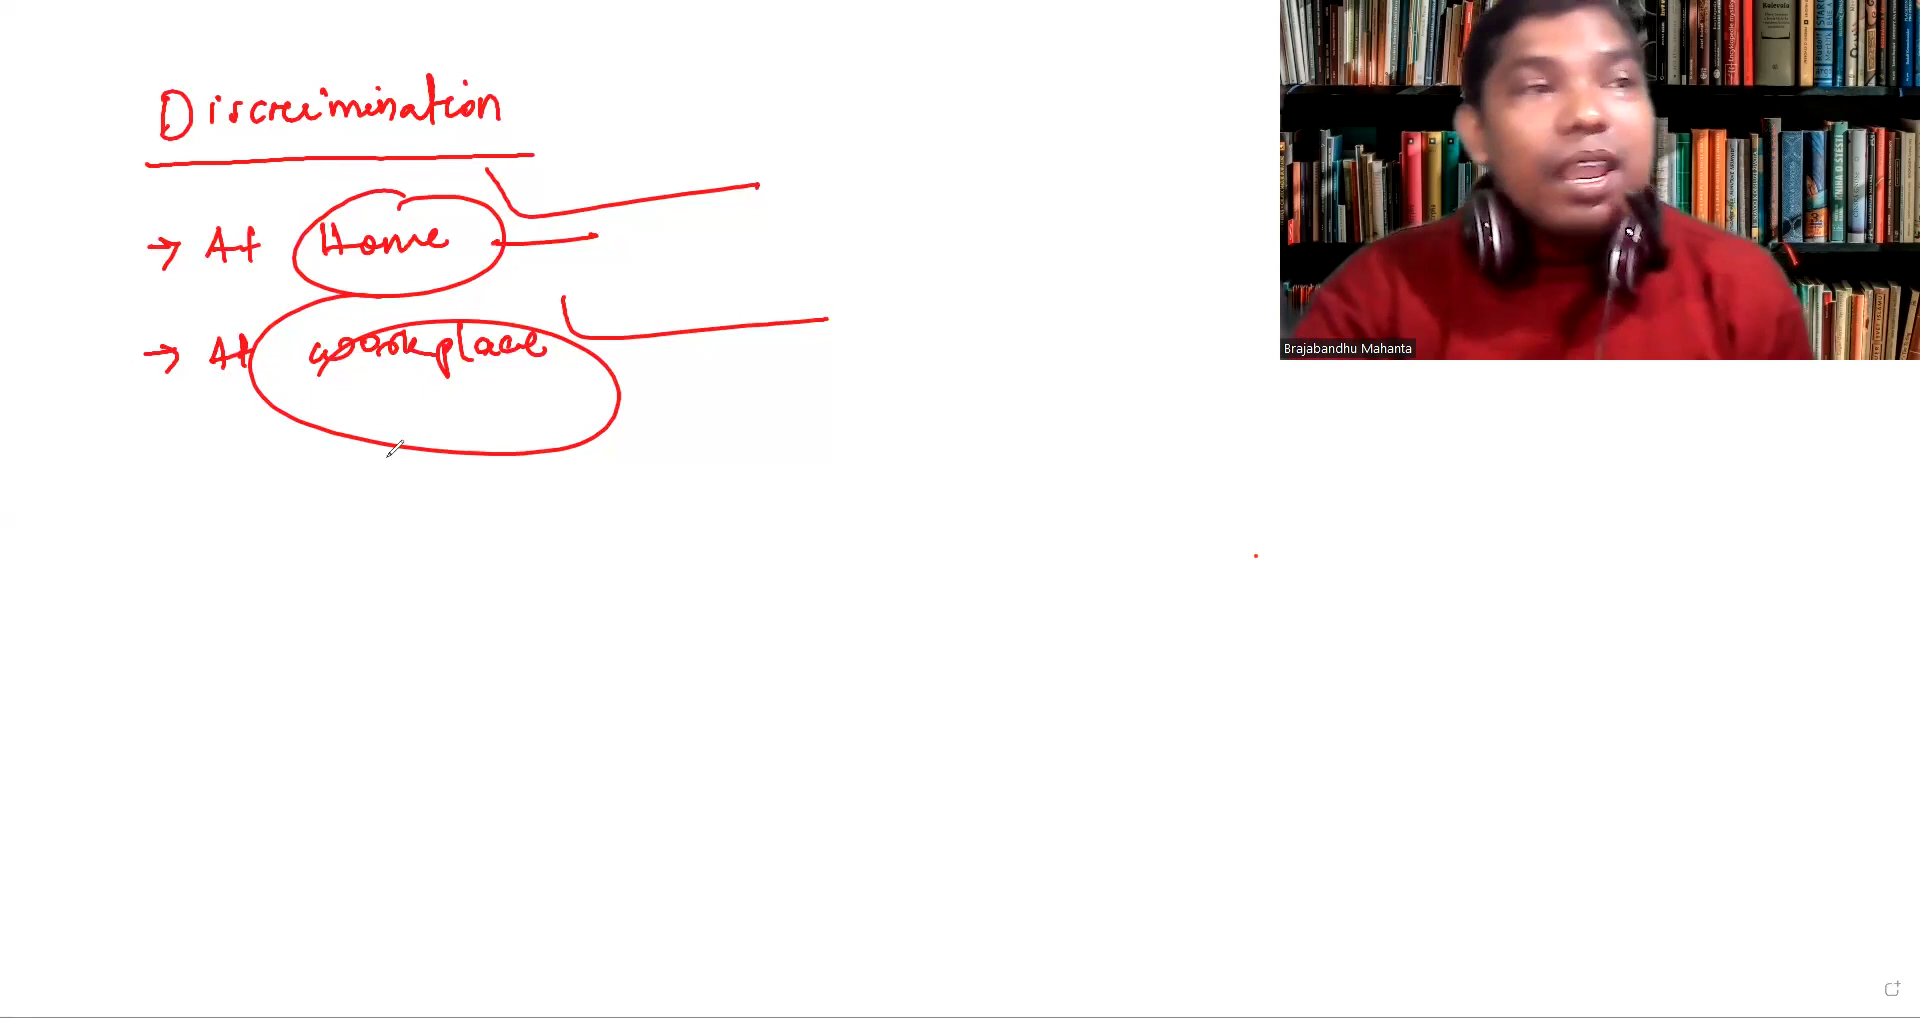 Discrimination
→ At Home
→ At workplace
Brajabandhu Mahanta